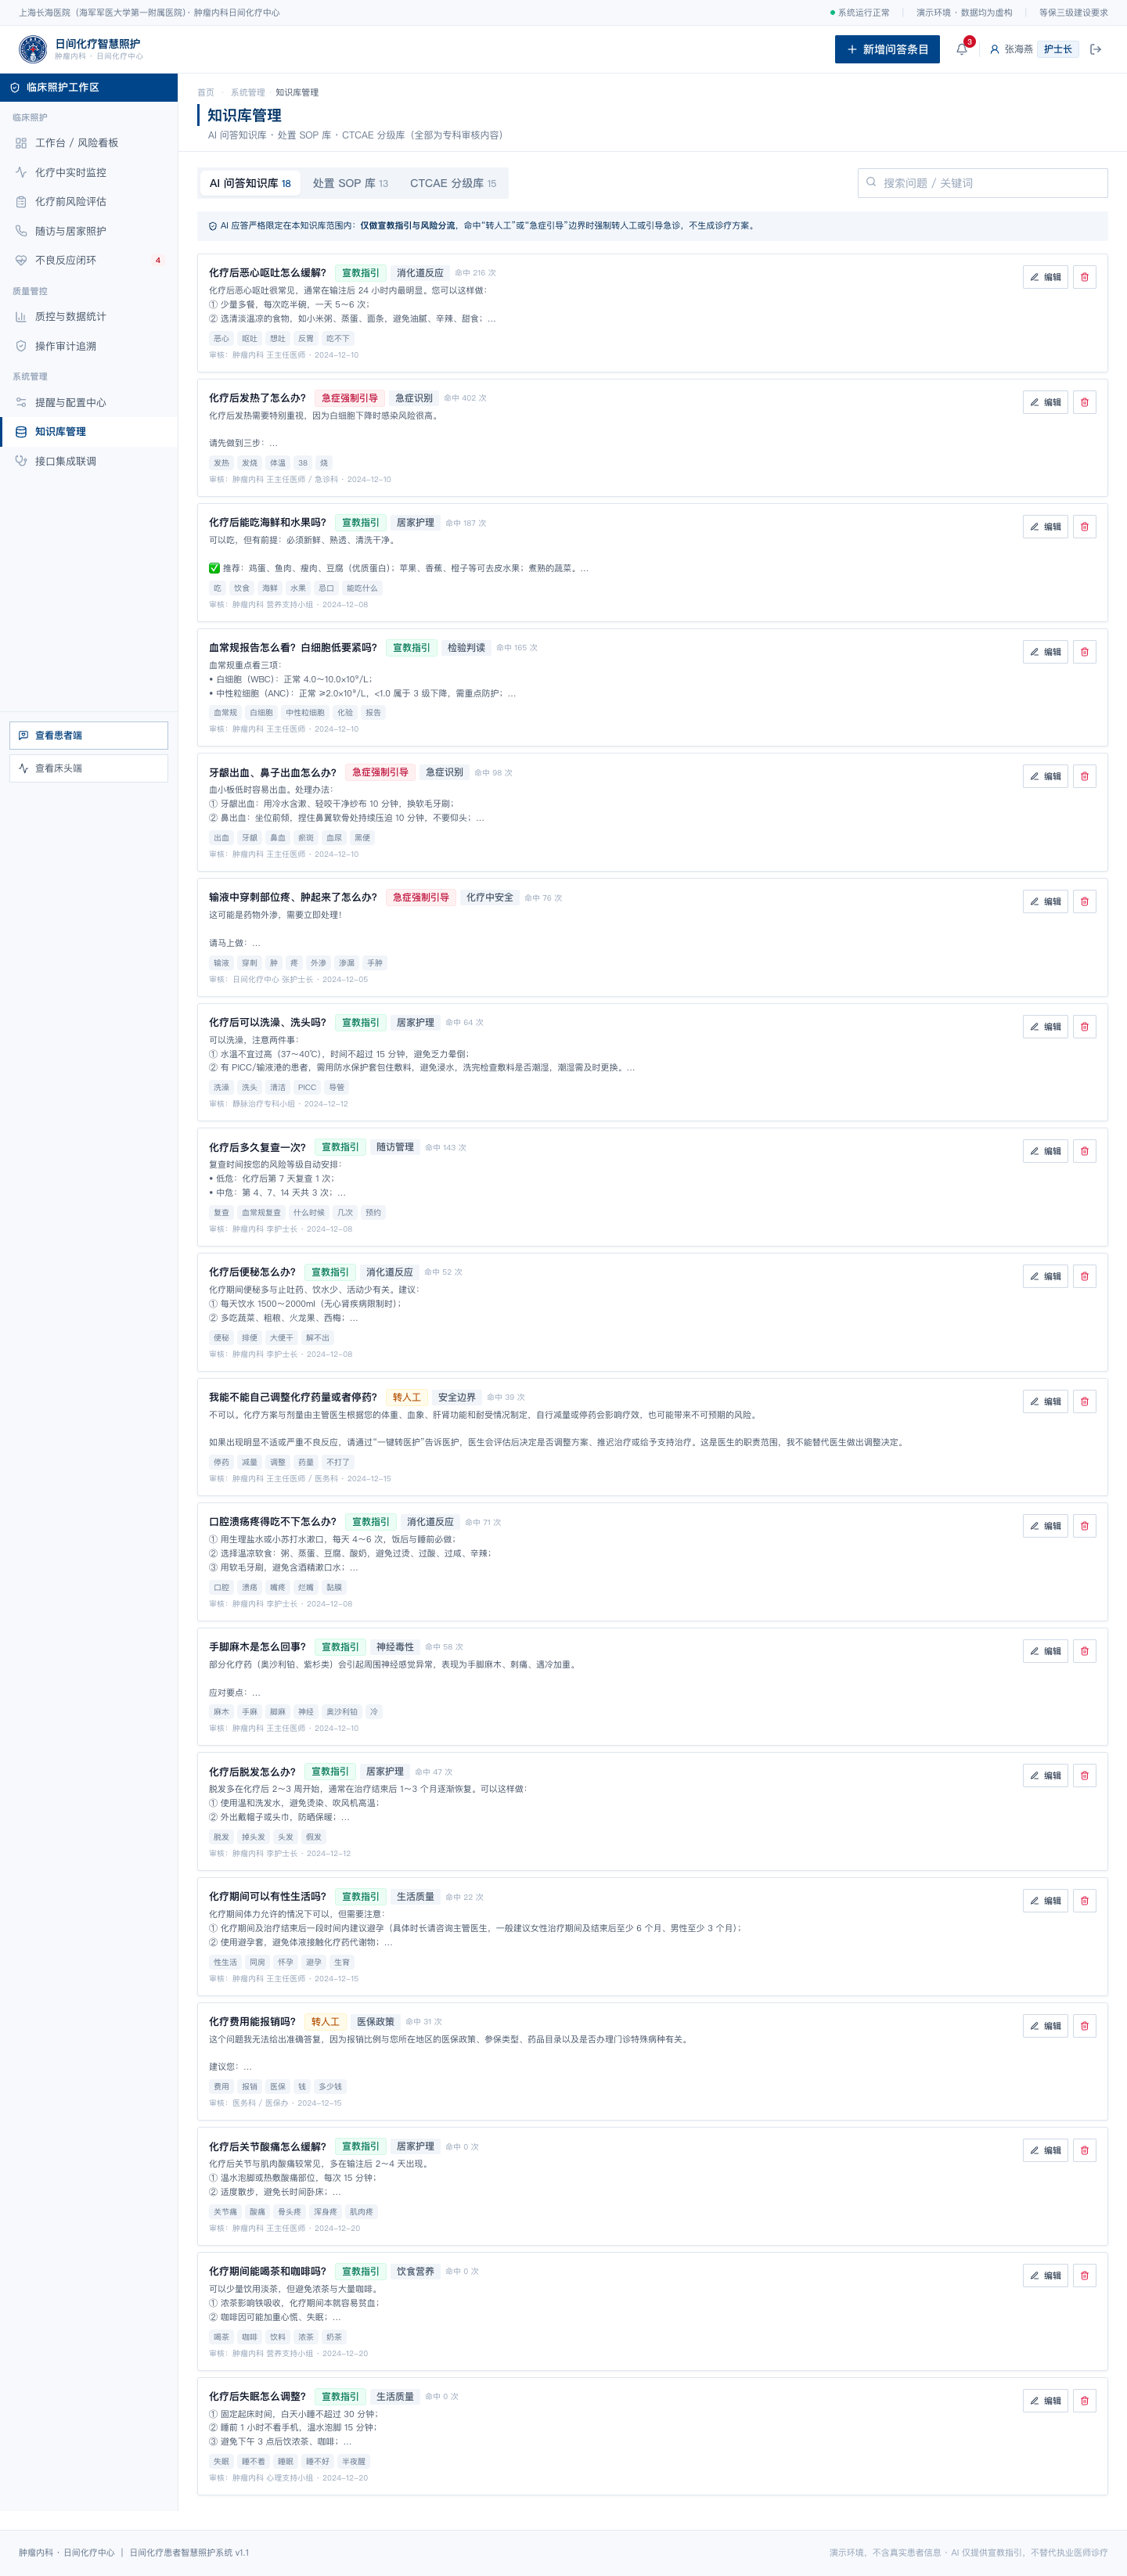 上海长海医院（海军军医大学第一附属医院）· 肿瘤内科日间化疗中心
系统运行正常
演示环境 · 数据均为虚构
等保三级建设要求
日间化疗智慧照护
肿瘤内科 · 日间化疗中心
新增问答条目
3
张海燕 护士长
临床照护工作区
临床照护
工作台 / 风险看板
化疗中实时监控
化疗前风险评估
随访与居家照护
不良反应闭环 4
质量管控
质控与数据统计
操作审计追溯
系统管理
提醒与配置中心
知识库管理
接口集成联调
查看患者端
查看床头端
首页 · 系统管理 · 知识库管理
知识库管理
AI 问答知识库 · 处置 SOP 库 · CTCAE 分级库（全部为专科审核内容）
AI 问答知识库 18 处置 SOP 库 13 CTCAE 分级库 15
搜索问题 / 关键词
AI 应答严格限定在本知识库范围内：仅做宣教指引与风险分流，命中“转人工”或“急症引导”边界时强制转人工或引导急诊，不生成诊疗方案。
化疗后恶心呕吐怎么缓解？ 宣教指引 消化道反应 命中 216 次
编辑
化疗后恶心呕吐很常见，通常在输注后 24 小时内最明显。您可以这样做：
① 少量多餐，每次吃半碗，一天 5~6 次；
② 选清淡温凉的食物，如小米粥、蒸蛋、面条，避免油腻、辛辣、甜食；…
恶心 呕吐 想吐 反胃 吃不下
审核：肿瘤内科 王主任医师 · 2024-12-10
化疗后发热了怎么办？ 急症强制引导 急症识别 命中 402 次
编辑
化疗后发热需要特别重视，因为白细胞下降时感染风险很高。
请先做到三步：…
发热 发烧 体温 38 烧
审核：肿瘤内科 王主任医师 / 急诊科 · 2024-12-10
化疗后能吃海鲜和水果吗？ 宣教指引 居家护理 命中 187 次
编辑
可以吃，但有前提：必须新鲜、熟透、清洗干净。
✅ 推荐：鸡蛋、鱼肉、瘦肉、豆腐（优质蛋白）；苹果、香蕉、橙子等可去皮水果；煮熟的蔬菜。…
吃 饮食 海鲜 水果 忌口 能吃什么
审核：肿瘤内科 营养支持小组 · 2024-12-08
血常规报告怎么看？白细胞低要紧吗？ 宣教指引 检验判读 命中 165 次
编辑
血常规重点看三项：
• 白细胞（WBC）：正常 4.0~10.0×10⁹/L；
• 中性粒细胞（ANC）：正常 ≥2.0×10⁹/L，<1.0 属于 3 级下降，需重点防护；…
血常规 白细胞 中性粒细胞 化验 报告
审核：肿瘤内科 王主任医师 · 2024-12-10
牙龈出血、鼻子出血怎么办？ 急症强制引导 急症识别 命中 98 次
编辑
血小板低时容易出血。处理办法：
① 牙龈出血：用冷水含漱、轻咬干净纱布 10 分钟，换软毛牙刷；
② 鼻出血：坐位前倾，捏住鼻翼软骨处持续压迫 10 分钟，不要仰头；…
出血 牙龈 鼻血 瘀斑 血尿 黑便
审核：肿瘤内科 王主任医师 · 2024-12-10
输液中穿刺部位疼、肿起来了怎么办？ 急症强制引导 化疗中安全 命中 76 次
编辑
这可能是药物外渗，需要立即处理！
请马上做：…
输液 穿刺 肿 疼 外渗 渗漏 手肿
审核：日间化疗中心 张护士长 · 2024-12-05
化疗后可以洗澡、洗头吗？ 宣教指引 居家护理 命中 64 次
编辑
可以洗澡，注意两件事：
① 水温不宜过高（37~40℃），时间不超过 15 分钟，避免乏力晕倒；
② 有 PICC/输液港的患者，需用防水保护套包住敷料，避免浸水，洗完检查敷料是否潮湿，潮湿需及时更换。…
洗澡 洗头 清洁 PICC 导管
审核：静脉治疗专科小组 · 2024-12-12
化疗后多久复查一次？ 宣教指引 随访管理 命中 143 次
编辑
复查时间按您的风险等级自动安排：
• 低危：化疗后第 7 天复查 1 次；
• 中危：第 4、7、14 天共 3 次；…
复查 血常规复查 什么时候 几次 预约
审核：肿瘤内科 李护士长 · 2024-12-08
化疗后便秘怎么办？ 宣教指引 消化道反应 命中 52 次
编辑
化疗期间便秘多与止吐药、饮水少、活动少有关。建议：
① 每天饮水 1500~2000ml（无心肾疾病限制时）；
② 多吃蔬菜、粗粮、火龙果、西梅；…
便秘 排便 大便干 解不出
审核：肿瘤内科 李护士长 · 2024-12-08
我能不能自己调整化疗药量或者停药？ 转人工 安全边界 命中 39 次
编辑
不可以。化疗方案与剂量由主管医生根据您的体重、血象、肝肾功能和耐受情况制定，自行减量或停药会影响疗效，也可能带来不可预期的风险。
如果出现明显不适或严重不良反应，请通过“一键转医护”告诉医护，医生会评估后决定是否调整方案、推迟治疗或给予支持治疗。这是医生的职责范围，我不能替代医生做出调整决定。
停药 减量 调整 药量 不打了
审核：肿瘤内科 王主任医师 / 医务科 · 2024-12-15
口腔溃疡疼得吃不下怎么办？ 宣教指引 消化道反应 命中 71 次
编辑
① 用生理盐水或小苏打水漱口，每天 4~6 次，饭后与睡前必做；
② 选择温凉软食：粥、蒸蛋、豆腐、酸奶，避免过烫、过酸、过咸、辛辣；
③ 用软毛牙刷，避免含酒精漱口水；…
口腔 溃疡 嘴疼 烂嘴 黏膜
审核：肿瘤内科 李护士长 · 2024-12-08
手脚麻木是怎么回事？ 宣教指引 神经毒性 命中 58 次
编辑
部分化疗药（奥沙利铂、紫杉类）会引起周围神经感觉异常，表现为手脚麻木、刺痛、遇冷加重。
应对要点：…
麻木 手麻 脚麻 神经 奥沙利铂 冷
审核：肿瘤内科 王主任医师 · 2024-12-10
化疗后脱发怎么办？ 宣教指引 居家护理 命中 47 次
编辑
脱发多在化疗后 2~3 周开始，通常在治疗结束后 1~3 个月逐渐恢复。可以这样做：
① 使用温和洗发水，避免烫染、吹风机高温；
② 外出戴帽子或头巾，防晒保暖；…
脱发 掉头发 头发 假发
审核：肿瘤内科 李护士长 · 2024-12-12
化疗期间可以有性生活吗？ 宣教指引 生活质量 命中 22 次
编辑
化疗期间体力允许的情况下可以，但需要注意：
① 化疗期间及治疗结束后一段时间内建议避孕（具体时长请咨询主管医生，一般建议女性治疗期间及结束后至少 6 个月、男性至少 3 个月）；
② 使用避孕套，避免体液接触化疗药代谢物；…
性生活 同房 怀孕 避孕 生育
审核：肿瘤内科 王主任医师 · 2024-12-15
化疗费用能报销吗？ 转人工 医保政策 命中 31 次
编辑
这个问题我无法给出准确答复，因为报销比例与您所在地区的医保政策、参保类型、药品目录以及是否办理门诊特殊病种有关。
建议您：…
费用 报销 医保 钱 多少钱
审核：医务科 / 医保办 · 2024-12-15
化疗后关节酸痛怎么缓解？ 宣教指引 居家护理 命中 0 次
编辑
化疗后关节与肌肉酸痛较常见，多在输注后 2~4 天出现。
① 温水泡脚或热敷酸痛部位，每次 15 分钟；
② 适度散步，避免长时间卧床；…
关节痛 酸痛 骨头疼 浑身疼 肌肉疼
审核：肿瘤内科 王主任医师 · 2024-12-20
化疗期间能喝茶和咖啡吗？ 宣教指引 饮食营养 命中 0 次
编辑
可以少量饮用淡茶，但避免浓茶与大量咖啡。
① 浓茶影响铁吸收，化疗期间本就容易贫血；
② 咖啡因可能加重心慌、失眠；…
喝茶 咖啡 饮料 浓茶 奶茶
审核：肿瘤内科 营养支持小组 · 2024-12-20
化疗后失眠怎么调整？ 宣教指引 生活质量 命中 0 次
编辑
① 固定起床时间，白天小睡不超过 30 分钟；
② 睡前 1 小时不看手机，温水泡脚 15 分钟；
③ 避免下午 3 点后饮浓茶、咖啡；…
失眠 睡不着 睡眠 睡不好 半夜醒
审核：肿瘤内科 心理支持小组 · 2024-12-20
肿瘤内科 · 日间化疗中心 | 日间化疗患者智慧照护系统 v1.1
演示环境，不含真实患者信息 · AI 仅提供宣教指引，不替代执业医师诊疗